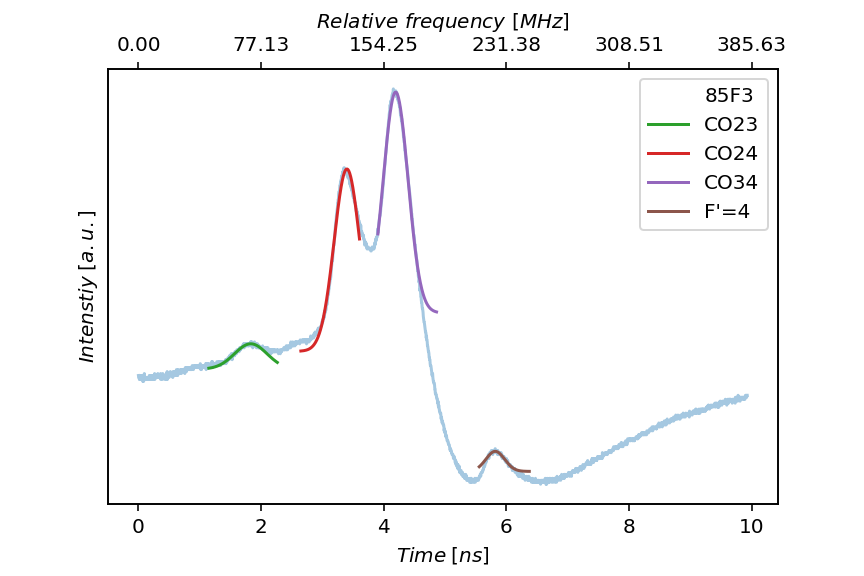 Relative frequency [MHz]
0.00 77.13 154.25 231.38 308.51 385.63
85F3
CO23
CO24
CO34
F'=4
Intenstiy [a.u.]
0 2 4 6 8 10
Time [ns]